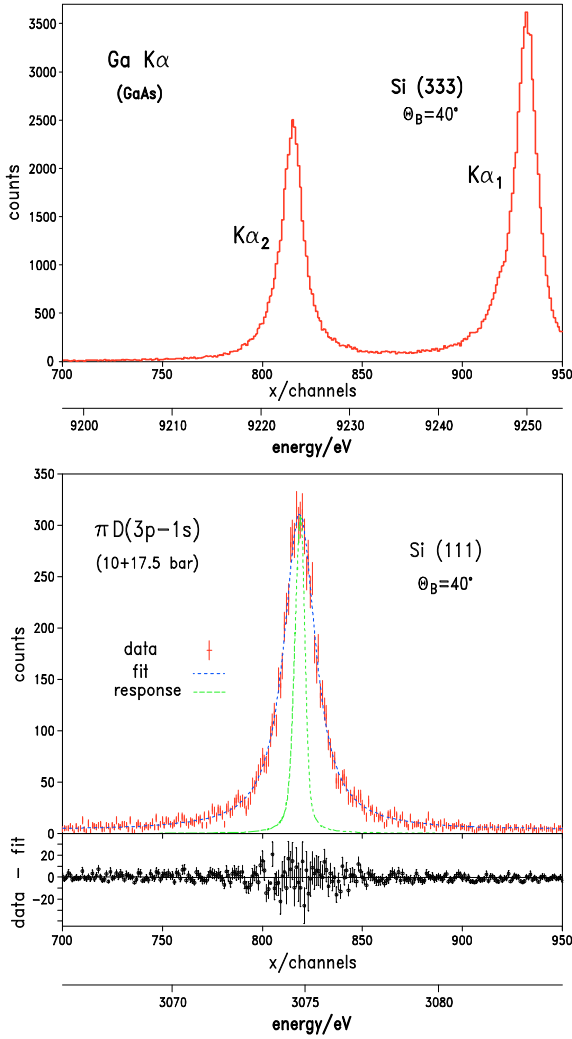 3500
3000
2500
2000
1500
1000
500
0
counts
Ga Kα
(GaAs)
Si (333)
Θ_B=40°
Kα₁
Kα₂
700 750 800 850 900 950
x/channels
9200 9210 9220 9230 9240 9250
energy/eV
350
300
250
200
150
100
50
0
counts
πD(3p−1s)
(10+17.5 bar)
Si (111)
Θ_B=40°
data
fit
response
data − fit
20
0
−20
700 750 800 850 900 950
x/channels
3070 3075 3080
energy/eV